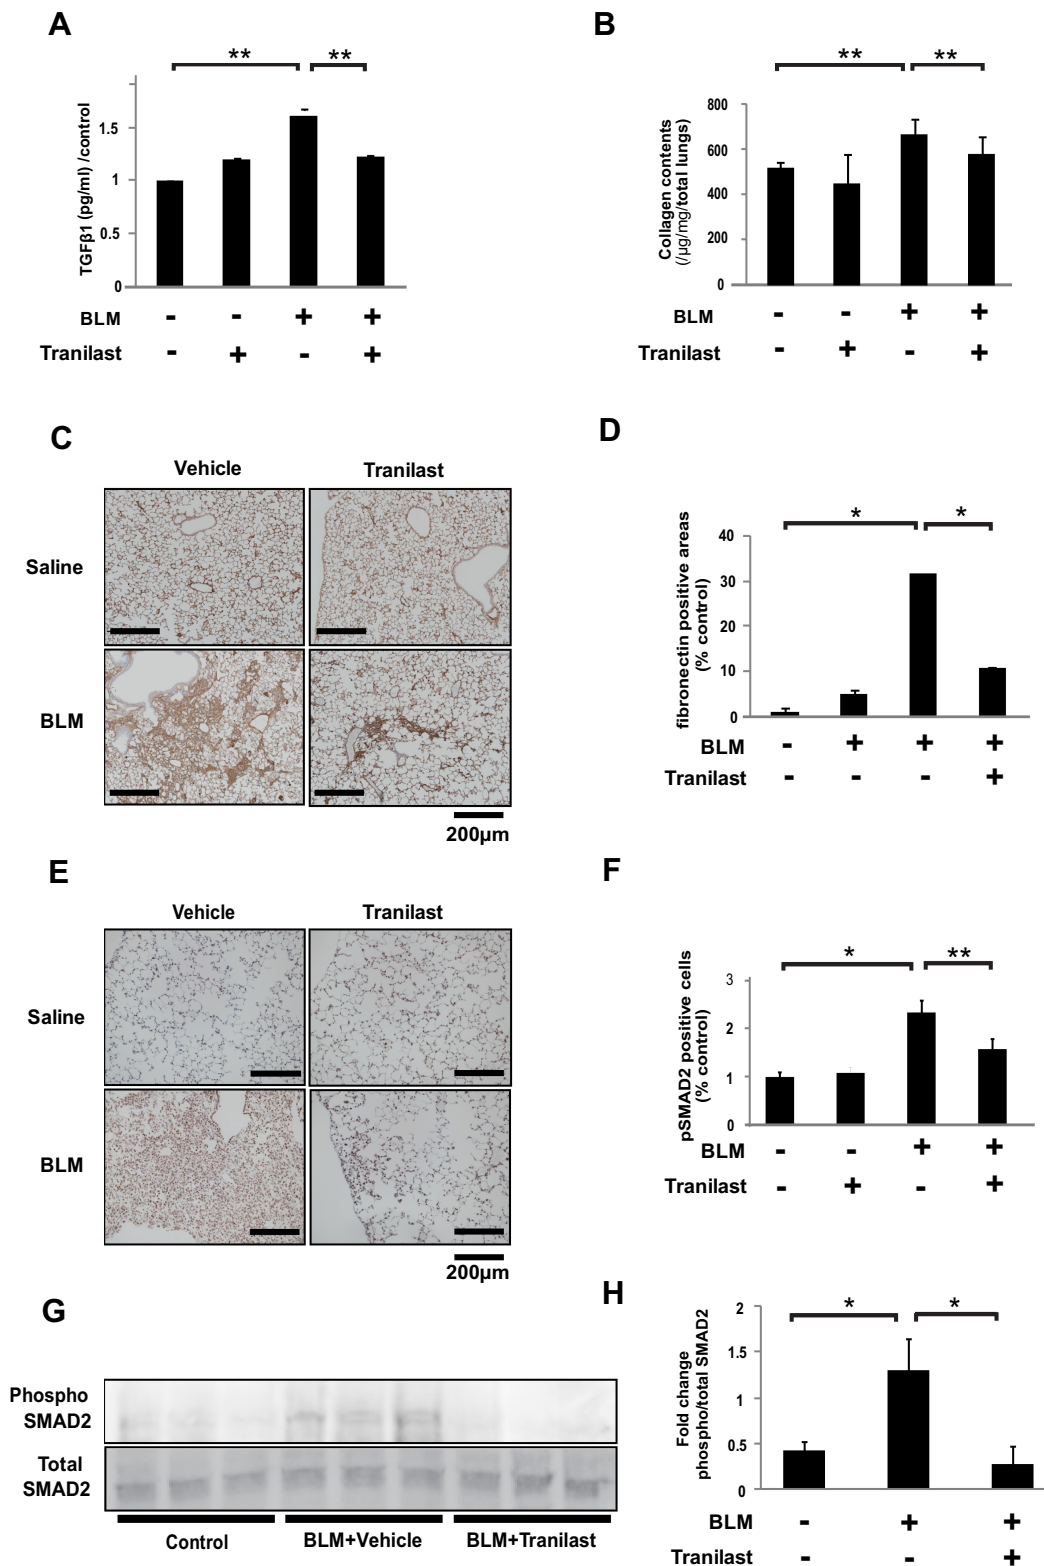 A
** **
TGFβ1 (pg/ml) /control
1.5
1
0.5
0
BLM - - + +
Tranilast - + - +
B
** **
Collagen contents
(/µg/mg/total lungs)
800
600
400
200
0
BLM - - + +
Tranilast - + - +
C
Vehicle Tranilast
Saline
BLM
200µm
D
* *
fibronectin positive areas
(% control)
40
30
20
10
0
BLM - + + +
Tranilast - - - +
E
Vehicle Tranilast
Saline
BLM
200µm
F
* **
pSMAD2 positive cells
(% control)
3
2
1
0
BLM - - + +
Tranilast - + - +
G
Phospho
SMAD2
Total
SMAD2
Control BLM+Vehicle BLM+Tranilast
H
* *
Fold change
phospho/total SMAD2
2
1.5
1
0.5
0
BLM - + +
Tranilast - - +